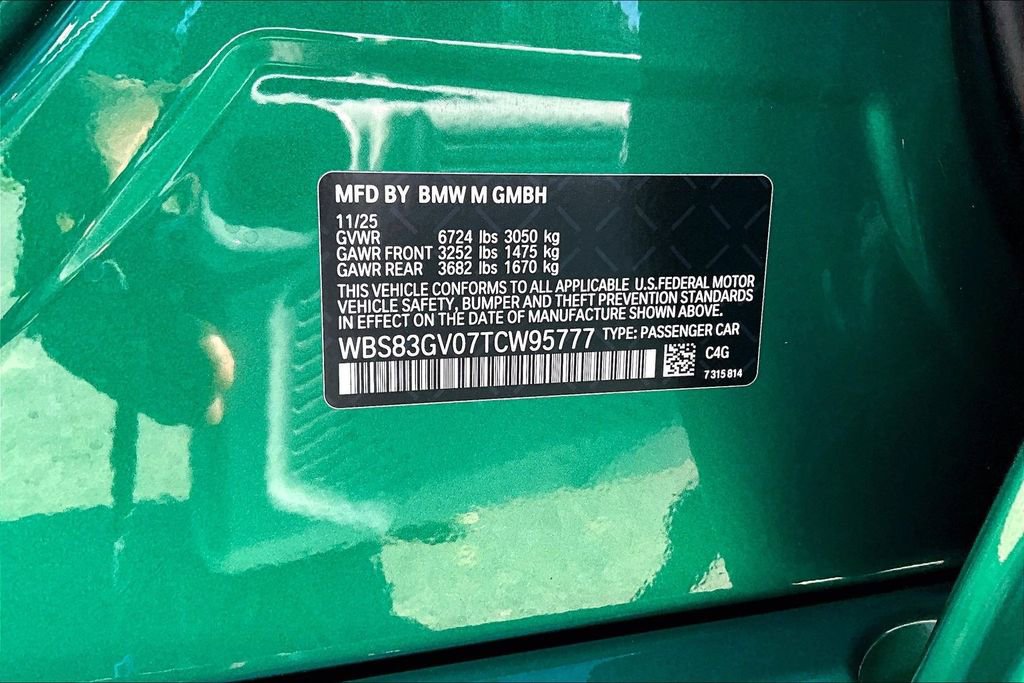 MFD BY BMW M GMBH
11/25
GVWR 6724 lbs 3050 kg
GAWR FRONT 3252 lbs 1475 kg
GAWR REAR 3682 lbs 1670 kg
THIS VEHICLE CONFORMS TO ALL APPLICABLE U.S.FEDERAL MOTOR
VEHICLE SAFETY, BUMPER AND THEFT PREVENTION STANDARDS
IN EFFECT ON THE DATE OF MANUFACTURE SHOWN ABOVE.
WBS83GV07TCW95777 TYPE: PASSENGER CAR
C4G
7 315 814